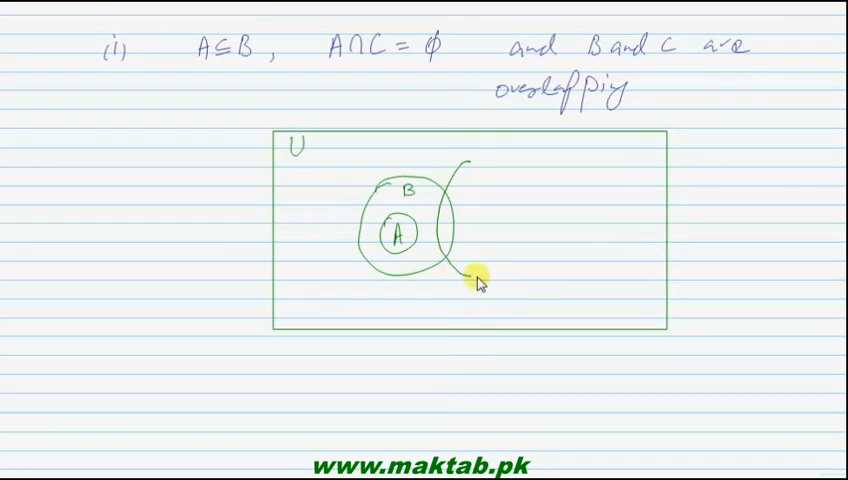 (i) A⊆B, A∩C = ϕ and B and C are
overlapping
U
B
A
www.maktab.pk